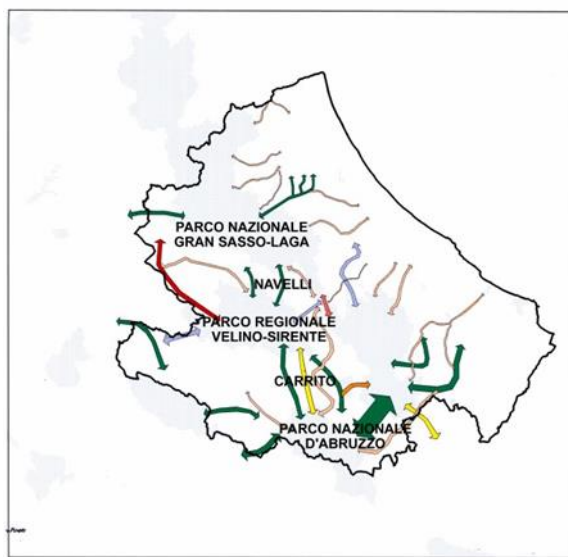 PARCO NAZIONALE
GRAN SASSO-LAGA
NAVELLI
PARCO REGIONALE
VELINO-SIRENTE
CARRITO
PARCO NAZIONALE
D'ABRUZZO